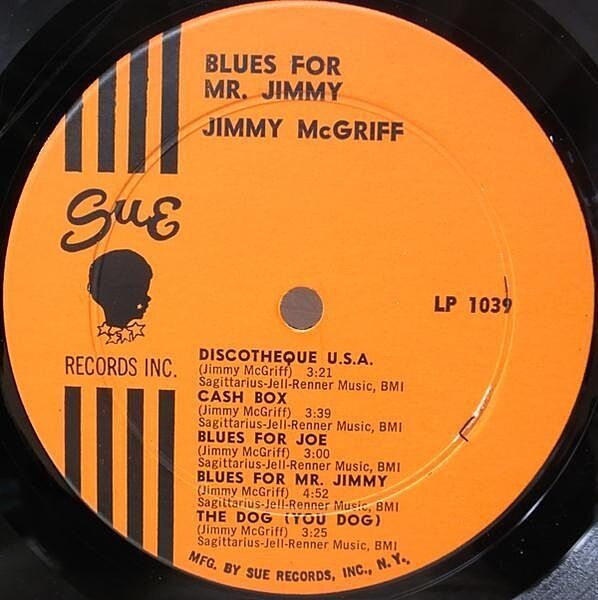 BLUES FOR
MR. JIMMY
JIMMY McGRIFF
Sue
RECORDS INC.
LP 1039
DISCOTHEQUE U.S.A.
(Jimmy McGriff) 3:21
Sagittarius-Jell-Renner Music, BMI
CASH BOX
(Jimmy McGriff) 3:39
Sagittarius-Jell-Renner Music, BMI
BLUES FOR JOE
(Jimmy McGriff) 3:00
Sagittarius-Jell-Renner Music, BMI
BLUES FOR MR. JIMMY
(Jimmy McGriff) 4:52
Sagittarius-Jell-Renner Music, BMI
THE DOG (YOU DOG)
(Jimmy McGriff) 3:25
Sagittarius-Jell-Renner Music, BMI
MFG. BY SUE RECORDS, INC., N.Y.,